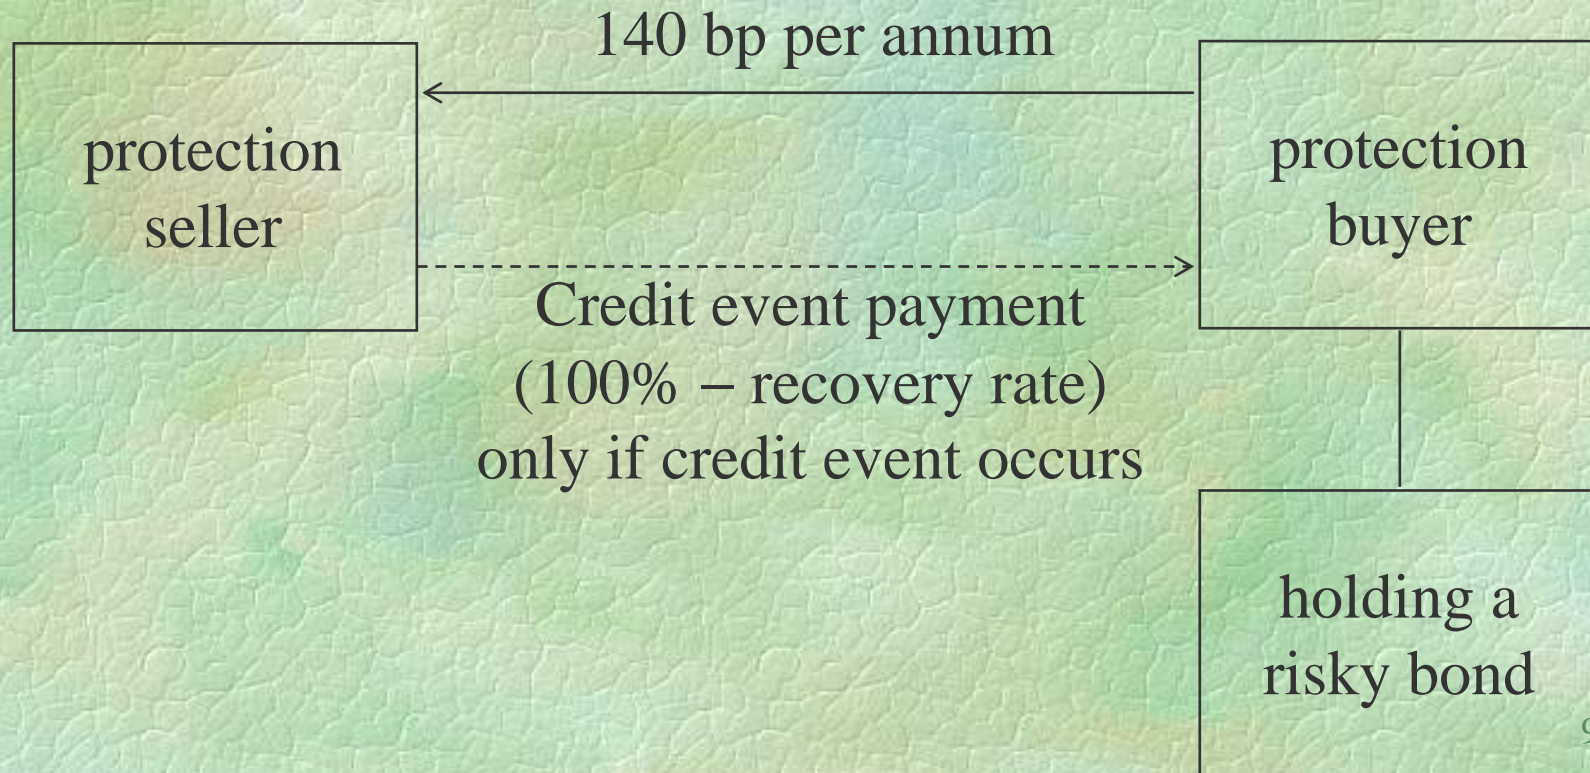 140 bp per annum
protection
seller
protection
buyer
Credit event payment
(100% – recovery rate)
only if credit event occurs
holding a
risky bond